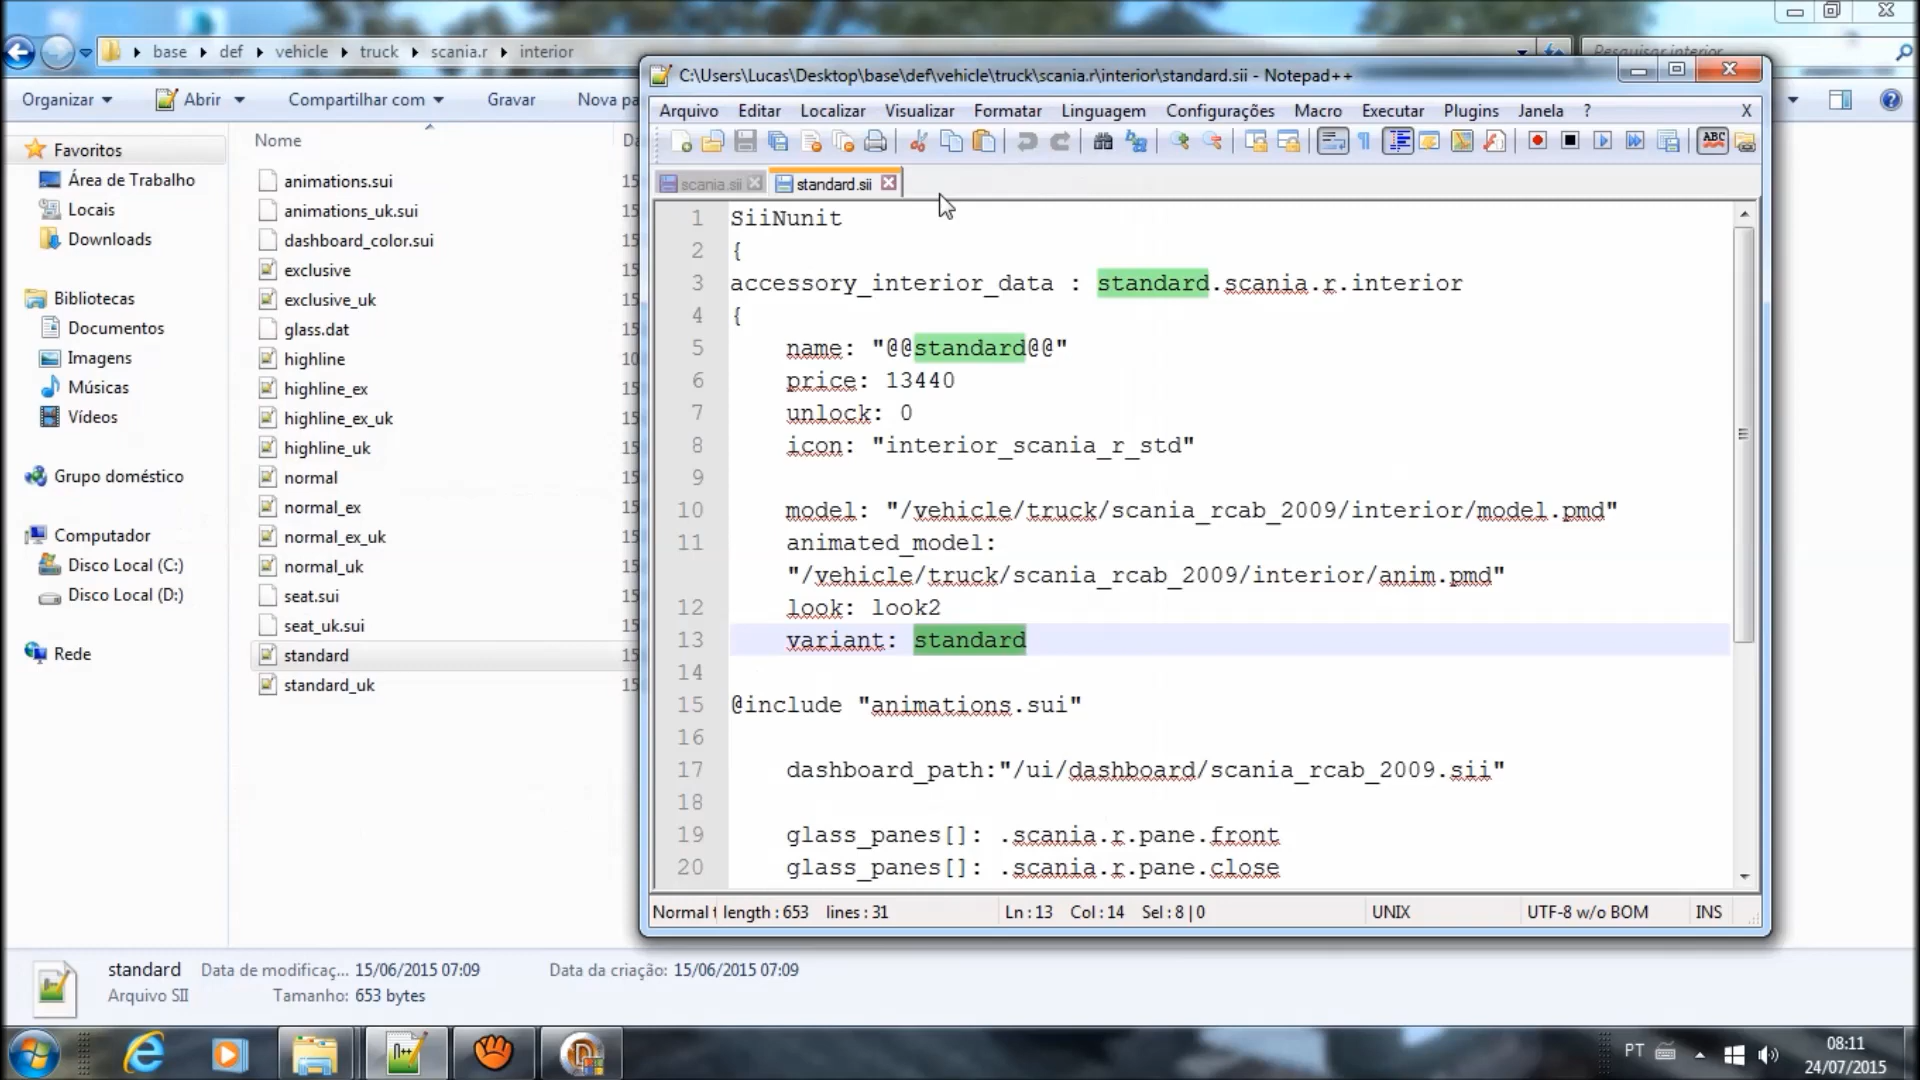 base def vehicle truck scania.r interior
Pesquisar interior
Organizar Abrir Compartilhar com Gravar Nova pa
Favoritos
Área de Trabalho
Locais
Downloads
Bibliotecas
Documentos
Imagens
Músicas
Vídeos
Grupo doméstico
Computador
Disco Local (C:)
Disco Local (D:)
Rede
Nome
animations.sui
animations_uk.sui
dashboard_color.sui
exclusive
exclusive_uk
glass.dat
highline
highline_ex
highline_ex_uk
highline_uk
normal
normal_ex
normal_ex_uk
normal_uk
seat.sui
seat_uk.sui
standard
standard_uk
C:\Users\Lucas\Desktop\base\def\vehicle\truck\scania.r\interior\standard.sii - Notepad++
Arquivo Editar Localizar Visualizar Formatar Linguagem Configurações Macro Executar Plugins Janela ? X
ABC
scania.sii standard.sii
1 SiiNunit
2 {
3 accessory_interior_data : standard.scania.r.interior
4 {
5 name: "@@standard@@"
6 price: 13440
7 unlock: 0
8 icon: "interior_scania_r_std"
9
10 model: "/vehicle/truck/scania_rcab_2009/interior/model.pmd"
11 animated_model:
"/vehicle/truck/scania_rcab_2009/interior/anim.pmd"
12 look: look2
13 variant: standard
14
15 @include "animations.sui"
16
17 dashboard_path:"/ui/dashboard/scania_rcab_2009.sii"
18
19 glass_panes[]: .scania.r.pane.front
20 glass_panes[]: .scania.r.pane.close
Normal length : 653 lines : 31 Ln : 13 Col : 14 Sel : 8 | 0 UNIX UTF-8 w/o BOM INS
standard Data de modificaç... 15/06/2015 07:09 Data da criação: 15/06/2015 07:09
Arquivo SII Tamanho: 653 bytes
PT
08:11
24/07/2015